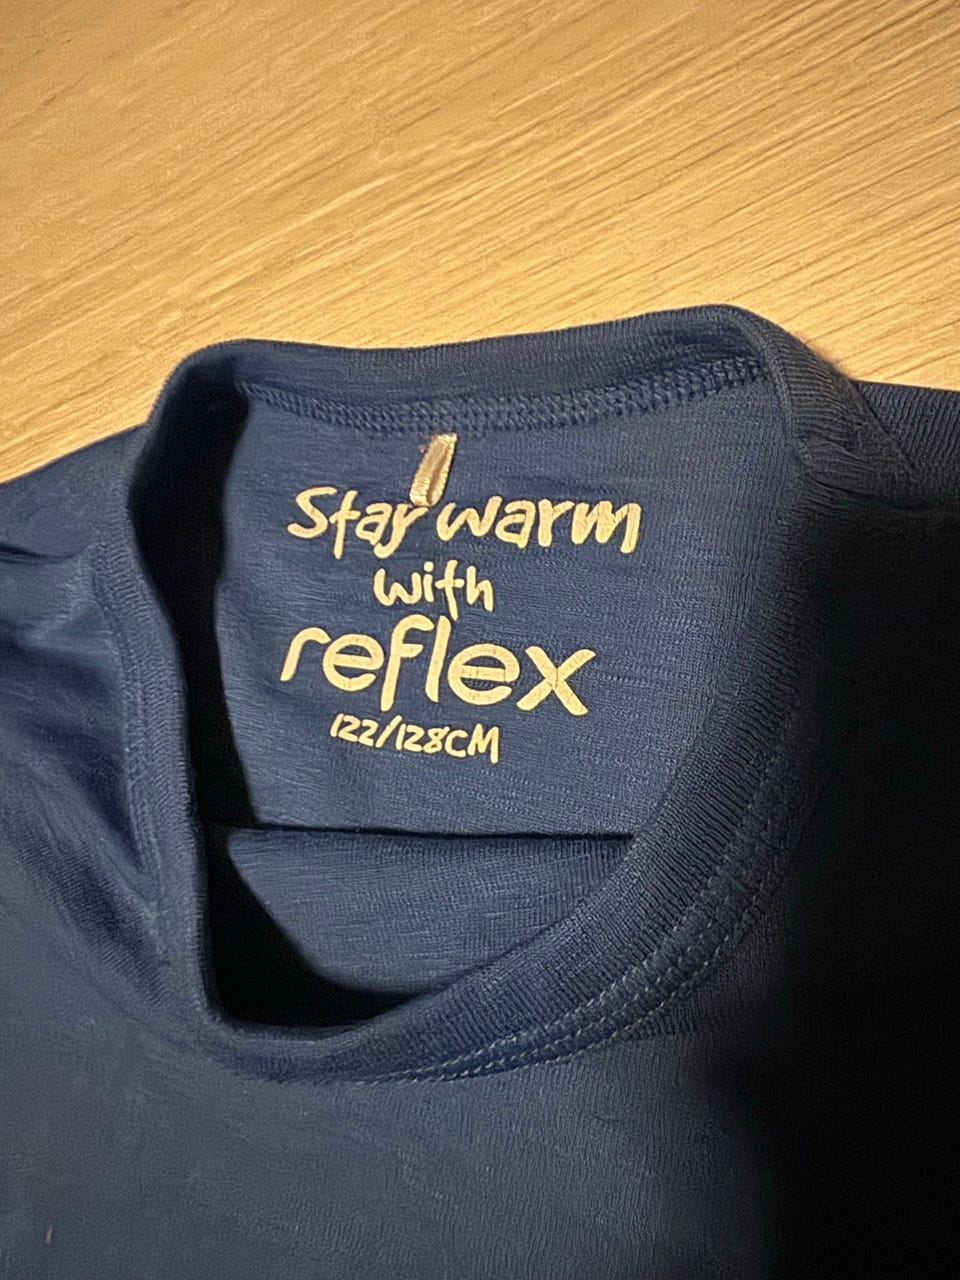 Stay warm
with
reflex
122/128CM